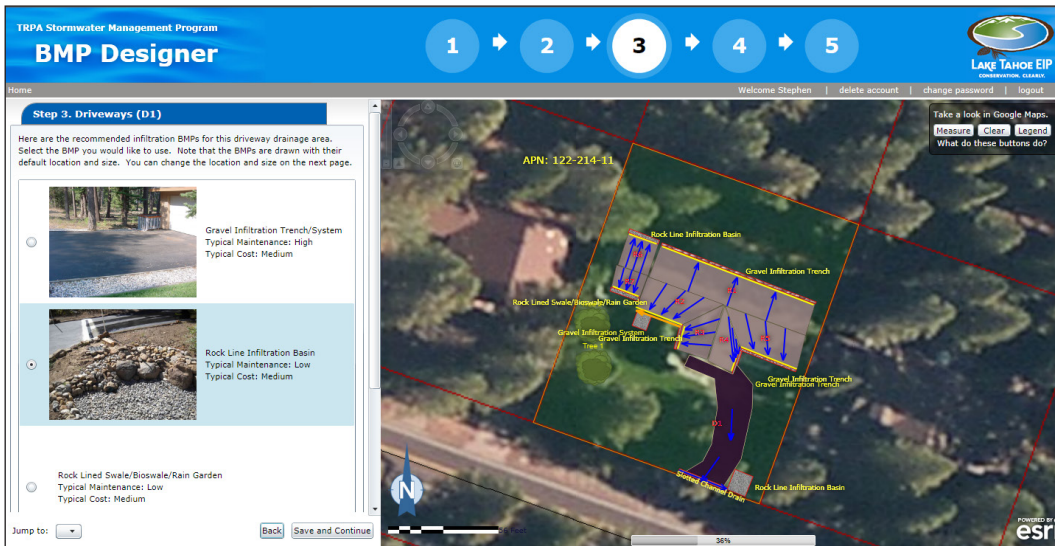 TRPA Stormwater Management Program
BMP Designer
1
2
3
4
5
LAKE TAHOE EIP
CONSERVATION. CLEARLY.
Home
Welcome Stephen | delete account | change password | logout
Step 3. Driveways (D1)
Here are the recommended infiltration BMPs for this driveway drainage area.
Select the BMP you would like to use. Note that the BMPs are drawn with their
default location and size. You can change the location and size on the next page.
Gravel Infiltration Trench/System
Typical Maintenance: High
Typical Cost: Medium
Rock Line Infiltration Basin
Typical Maintenance: Low
Typical Cost: Medium
Rock Lined Swale/Bioswale/Rain Garden
Typical Maintenance: Low
Typical Cost: Medium
Jump to:
Back
Save and Continue
Take a look in Google Maps.
Measure
Clear
Legend
What do these buttons do?
APN: 122-214-11
Rock Line Infiltration Basin
Gravel Infiltration Trench
Rock Lined Swale/Bioswale/Rain Garden
Gravel Infiltration System
Gravel Infiltration Trench
Tree 1
Gravel Infiltration Trench
Gravel Infiltration Trench
D1
Slotted Channel Drain
Rock Line Infiltration Basin
N
36%
POWERED BY
esri